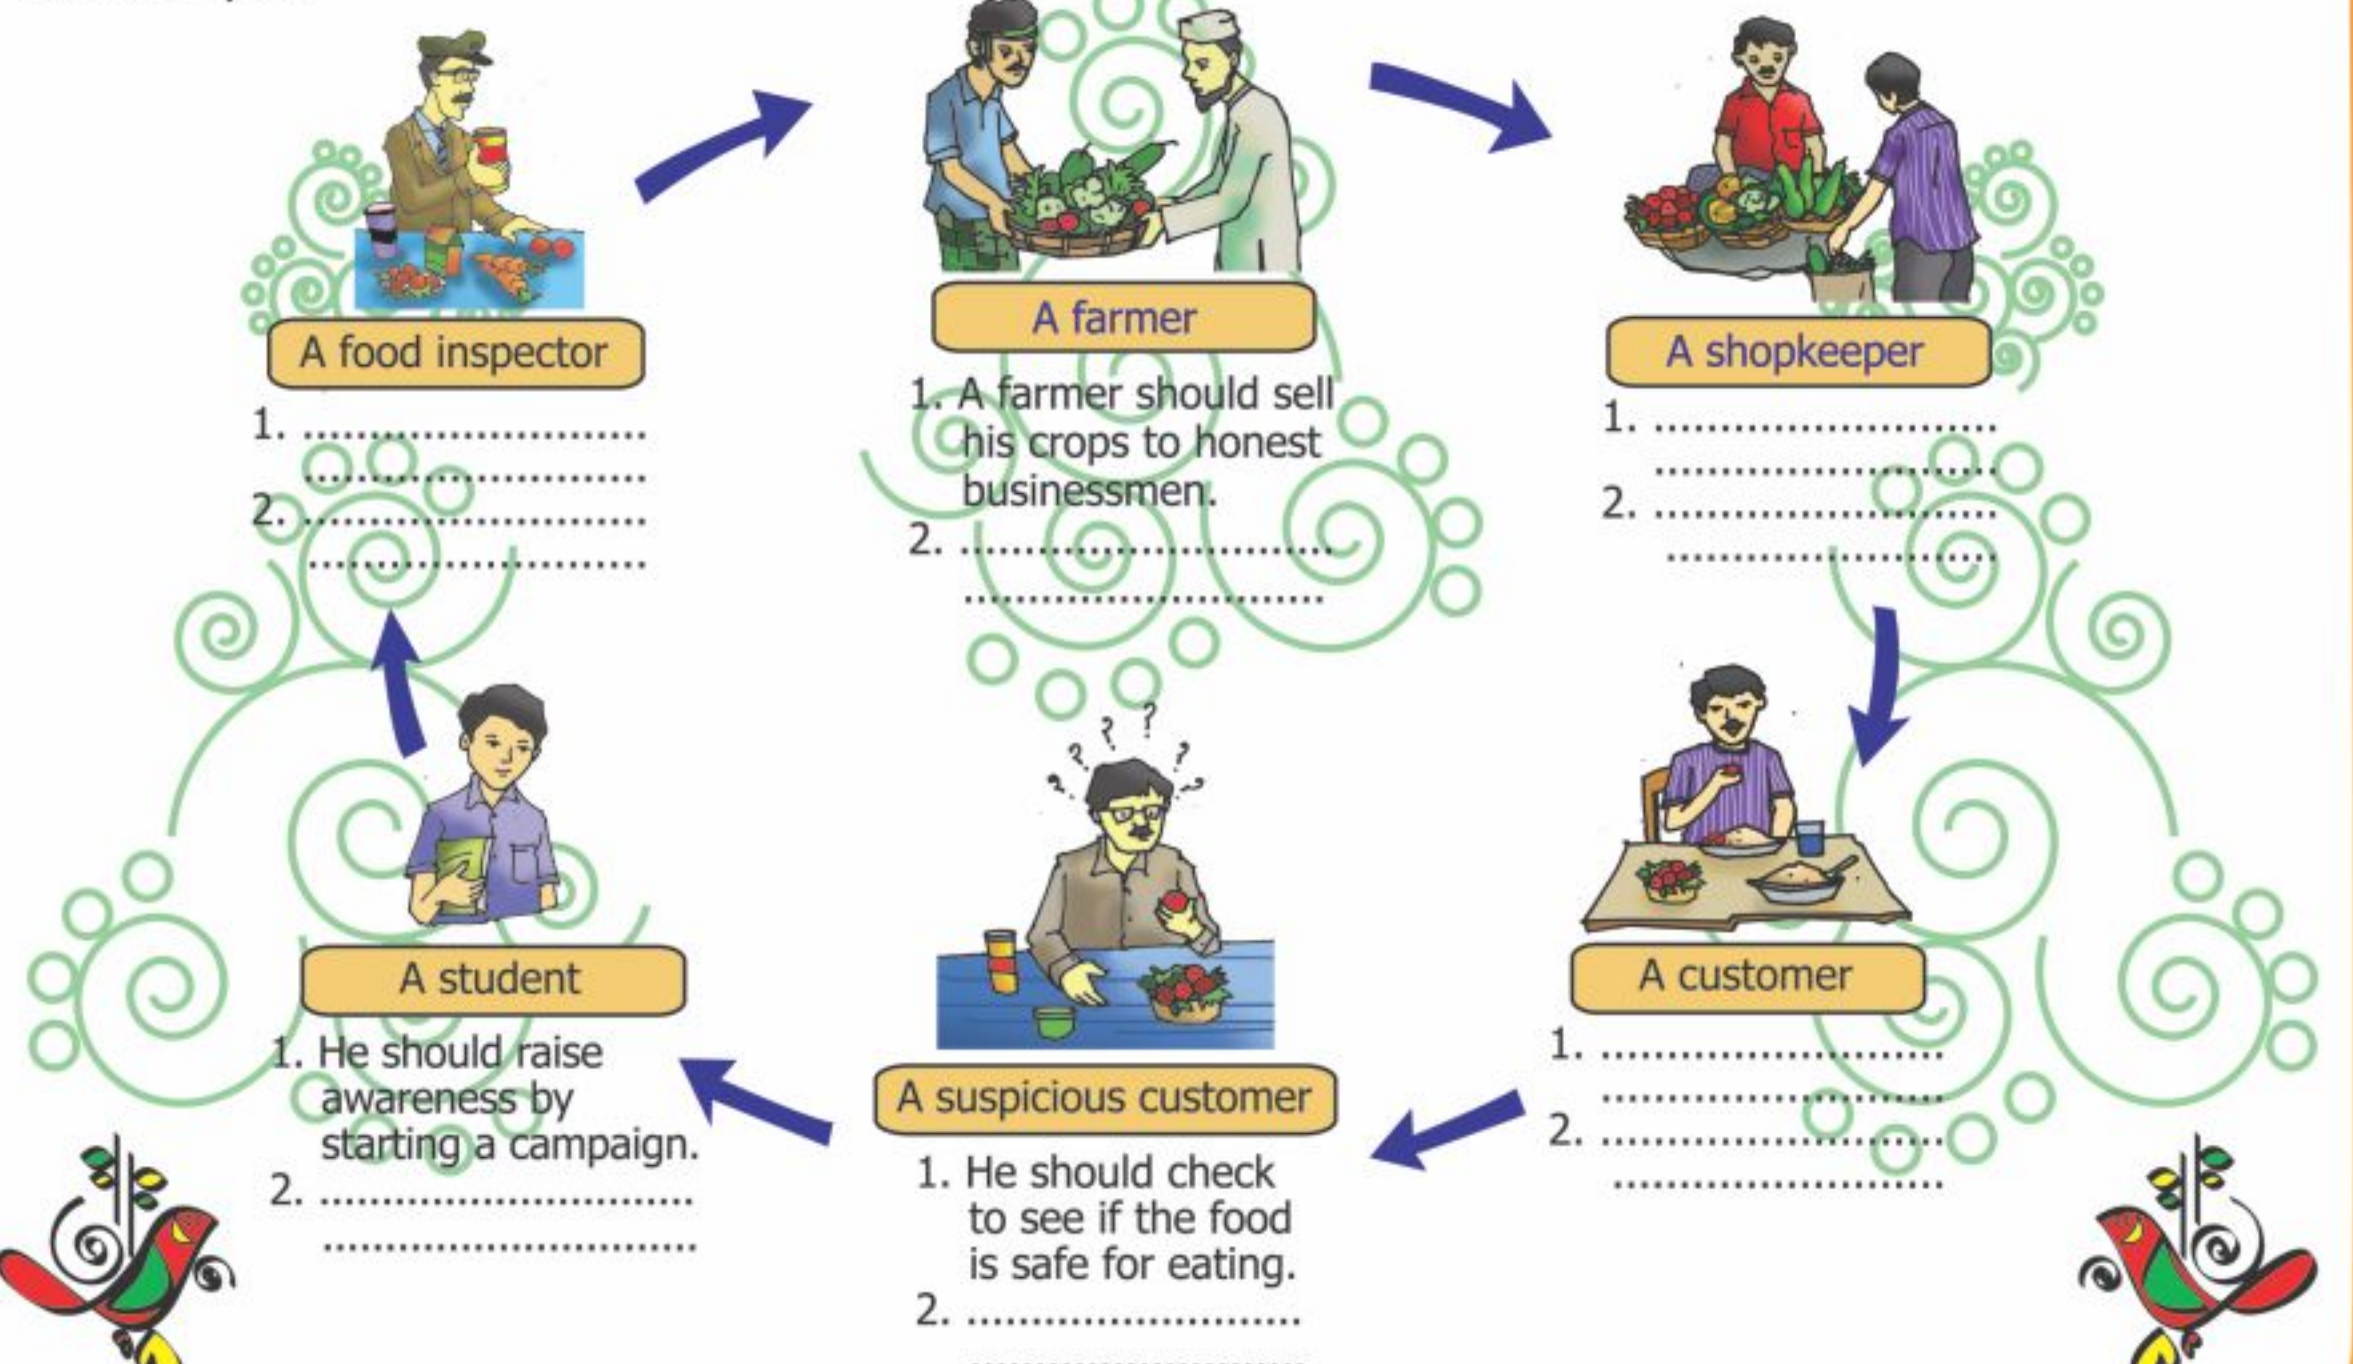 A food inspector
1. ..........................
..........................
2. ..........................
..........................
A farmer
1. A farmer should sell
his crops to honest
businessmen.
2. ............................
............................
A shopkeeper
1. ..........................
..........................
2. ..........................
.........................
A student
1. He should raise
awareness by
starting a campaign.
2. ............................
............................
? ? ? ? ? ?
A suspicious customer
1. He should check
to see if the food
is safe for eating.
2. ..........................
..........................
A customer
1. ..........................
..........................
2. ..........................
.........................